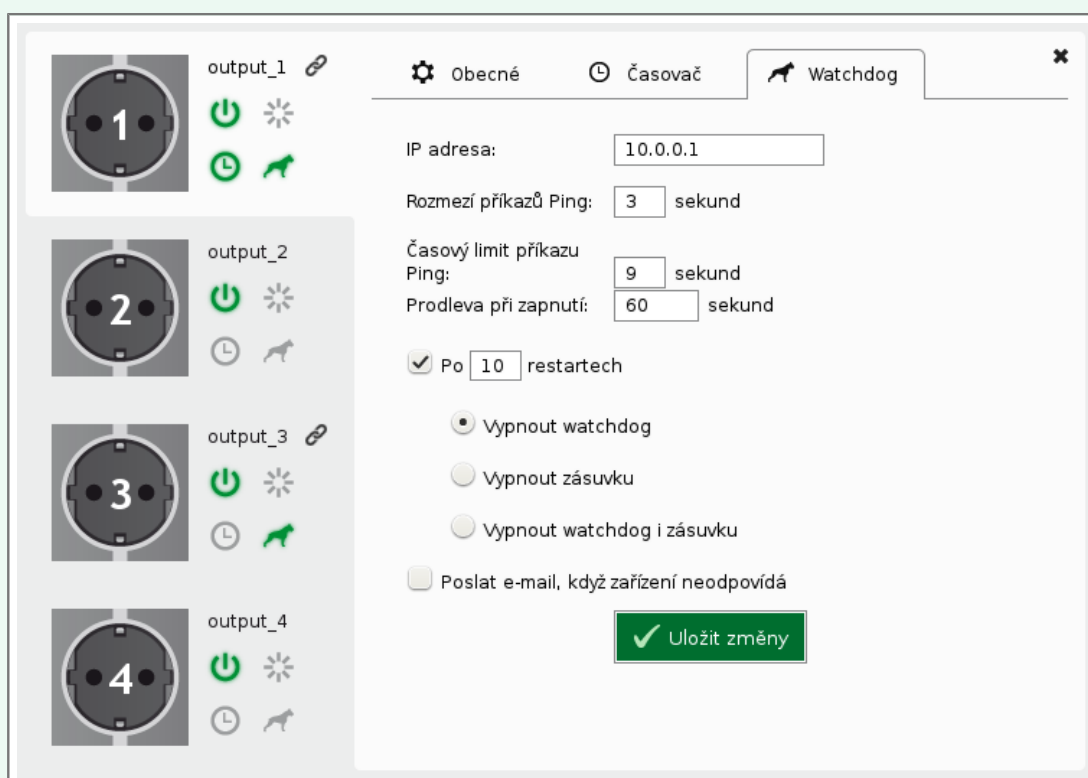 1
output_1
2
output_2
3
output_3
4
output_4
Obecné
Časovač
Watchdog
IP adresa: 10.0.0.1
Rozmezí příkazů Ping: 3 sekund
Časový limit příkazu
Ping: 9 sekund
Prodleva při zapnutí: 60 sekund
Po 10 restartech
Vypnout watchdog
Vypnout zásuvku
Vypnout watchdog i zásuvku
Poslat e-mail, když zařízení neodpovídá
Uložit změny